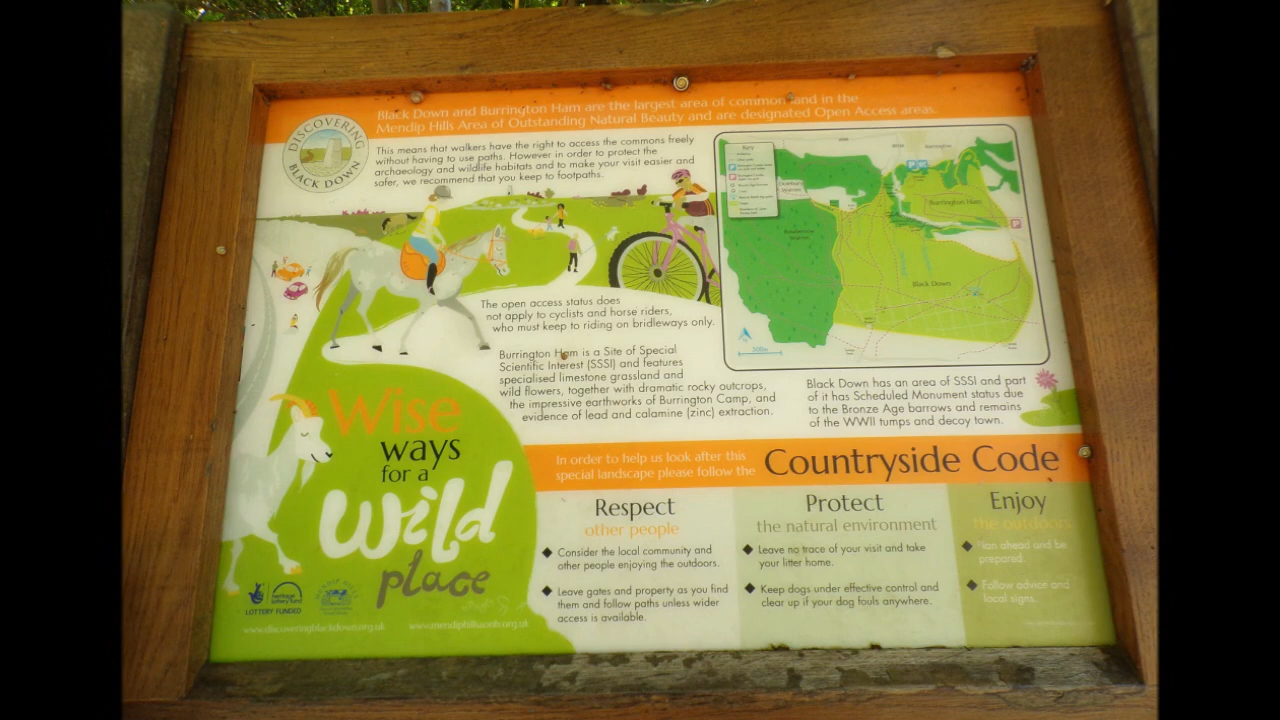 Black Down and Burrington Ham are the largest area of common land in the
Mendip Hills Area of Outstanding Natural Beauty and are designated Open Access areas.
DISCOVERING
BLACK DOWN
This means that walkers have the right to access the commons freely
without having to use paths. However in order to protect the
archaeology and wildlife habitats and to make your visit easier and
safer, we recommend that you keep to footpaths.
Key
Burrington Ham
Black Down
The open access status does
not apply to cyclists and horse riders,
who must keep to riding on bridleways only.
Burrington Ham is a Site of Special
Scientific Interest (SSSI) and features
specialised limestone grassland and
wild flowers, together with dramatic rocky outcrops,
the impressive earthworks of Burrington Camp, and
evidence of lead and calamine (zinc) extraction.
Black Down has an area of SSSI and part
of it has Scheduled Monument status due
to the Bronze Age barrows and remains
of the WWII tumps and decoy town.
Wise
ways
for a
wild
place
In order to help us look after this
special landscape please follow the
Countryside Code
Respect
other people
Consider the local community and
other people enjoying the outdoors.
Leave gates and property as you find
them and follow paths unless wider
access is available.
Protect
the natural environment
Leave no trace of your visit and take
your litter home.
Keep dogs under effective control and
clear up if your dog fouls anywhere.
Enjoy
the outdoors
Plan ahead and be
prepared.
Follow advice and
local signs.
heritage
lottery fund
LOTTERY FUNDED
MENDIP HILLS
www.discoveringblackdown.org.uk
www.mendiphillsaonb.org.uk